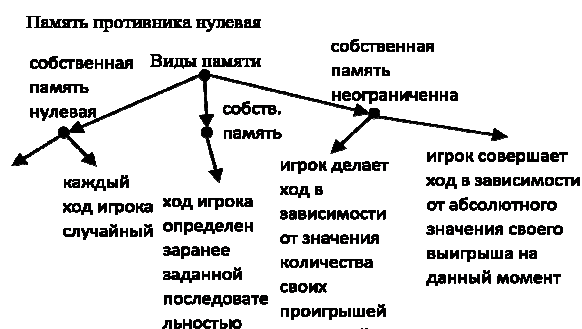 Память противника нулевая
Виды памяти
собственная
память
нулевая
собств.
память
собственная
память
неограниченна
каждый
ход игрока
случайный
ход игрока
определен
заранее
заданной
последовате
льностью
игрок делает
ход в
зависимости
от значения
количества
своих
проигрышей
игрок совершает
ход в зависимости
от абсолютного
значения своего
выигрыша на
данный момент